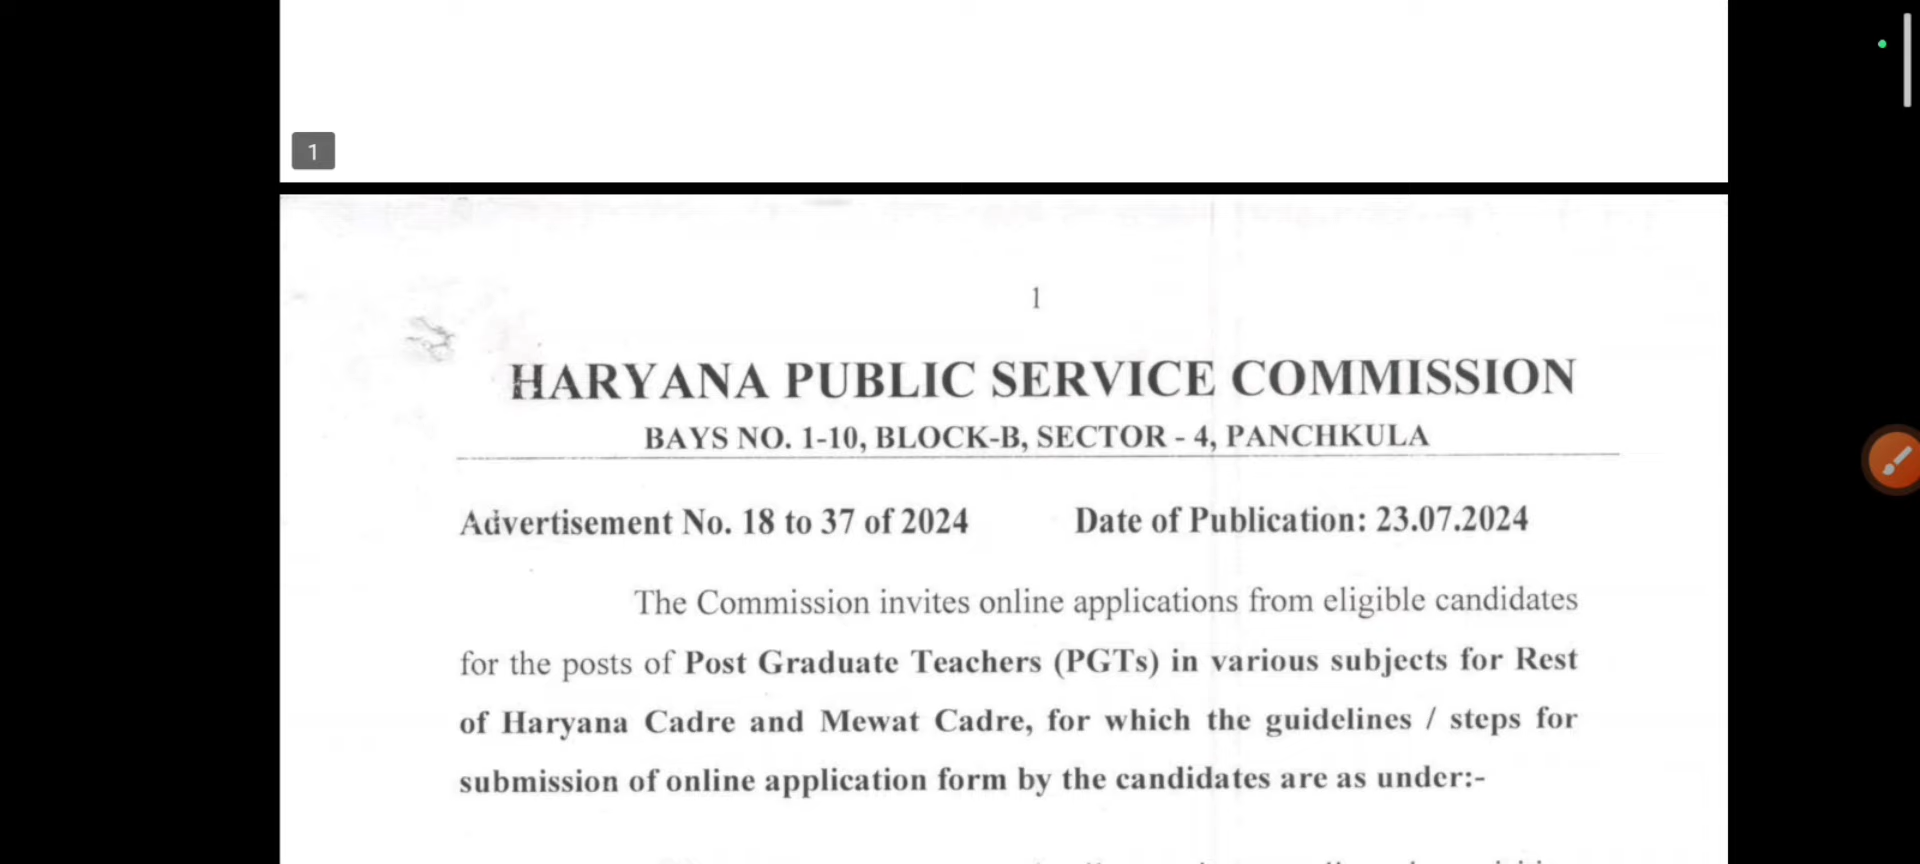 1
1
HARYANA PUBLIC SERVICE COMMISSION
BAYS NO. 1-10, BLOCK-B, SECTOR - 4, PANCHKULA
Advertisement No. 18 to 37 of 2024 Date of Publication: 23.07.2024
The Commission invites online applications from eligible candidates
for the posts of Post Graduate Teachers (PGTs) in various subjects for Rest
of Haryana Cadre and Mewat Cadre, for which the guidelines / steps for
submission of online application form by the candidates are as under:-